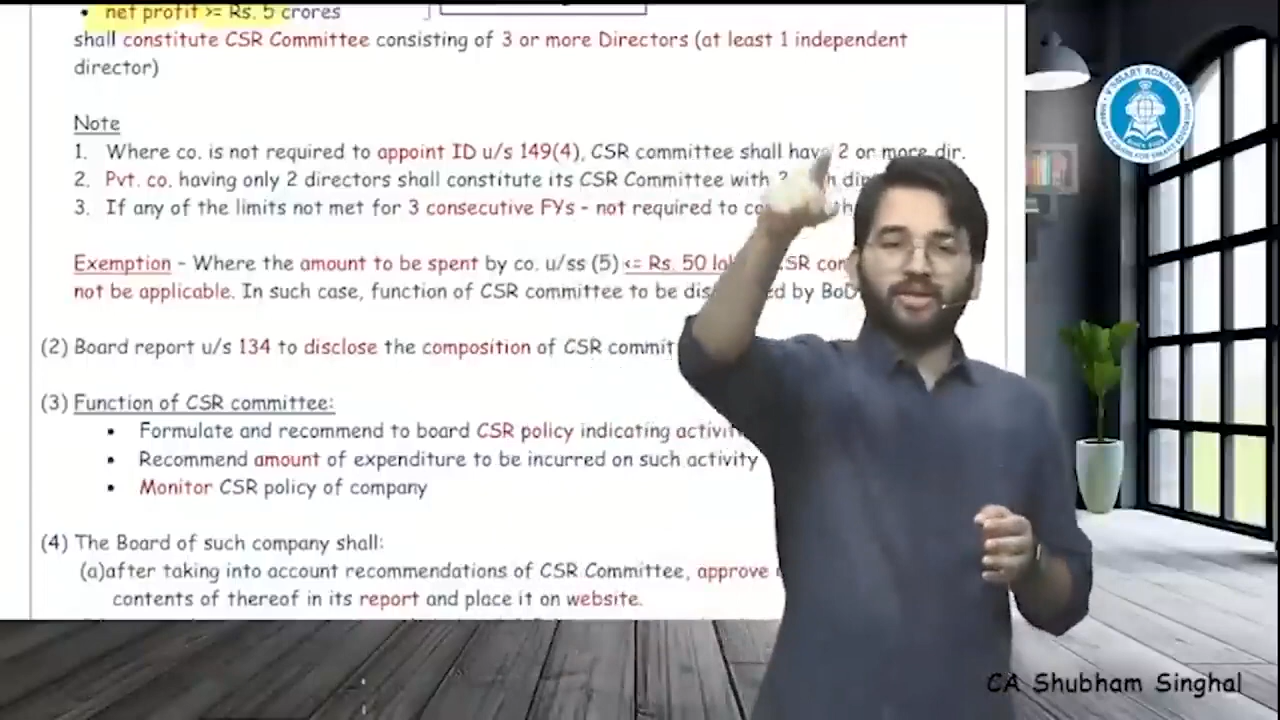 • net profit >= Rs. 5 crores
shall constitute CSR Committee consisting of 3 or more Directors (at least 1 independent
director)
Note
1. Where co. is not required to appoint ID u/s 149(4), CSR committee shall have 2 or more dir.
2. Pvt. co. having only 2 directors shall constitute its CSR Committee with
3. If any of the limits not met for 3 consecutive FYs - not required to
Exemption - Where the amount to be spent by co. u/ss (5) <= Rs. 50
not be applicable. In such case, function of CSR committee to be by BoD
(2) Board report u/s 134 to disclose the composition of CSR
(3) Function of CSR committee:
• Formulate and recommend to board CSR policy indicating
• Recommend amount of expenditure to be incurred on such activity
• Monitor CSR policy of company
(4) The Board of such company shall:
(a)after taking into account recommendations of CSR Committee, approve
contents of thereof in its report and place it on website.
V'SMART ACADEMY
CA Shubham Singhal